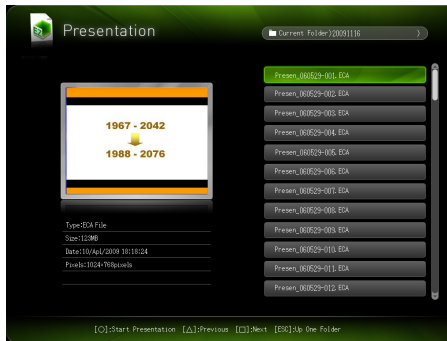 Presentation
Current Folder)20091116 )
1967 - 2042
1988 - 2076
Presen_060529-001.ECA
Presen_060529-002.ECA
Presen_060529-003.ECA
Presen_060529-004.ECA
Presen_060529-005.ECA
Presen_060529-006.ECA
Presen_060529-007.ECA
Presen_060529-008.ECA
Presen_060529-009.ECA
Presen_060529-010.ECA
Presen_060529-011.ECA
Presen_060529-012.ECA
Type:ECA File
Size:123MB
Date:10/Apl/2009 18:18:24
Pixels:1024×768pixels
[○]:Start Presentation [△]:Previous [□]:Next [ESC]:Up One Folder